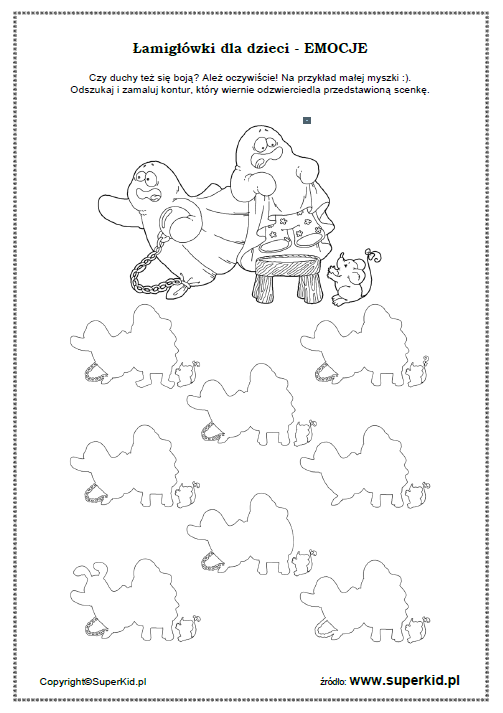 Łamigłówki dla dzieci - EMOCJE
Czy duchy też się boją? Ależ oczywiście! Na przykład małej myszki :).
Odszukaj i zamaluj kontur, który wiernie odzwierciedla przedstawioną scenkę.
Copyright©SuperKid.pl
źródło: www.superkid.pl